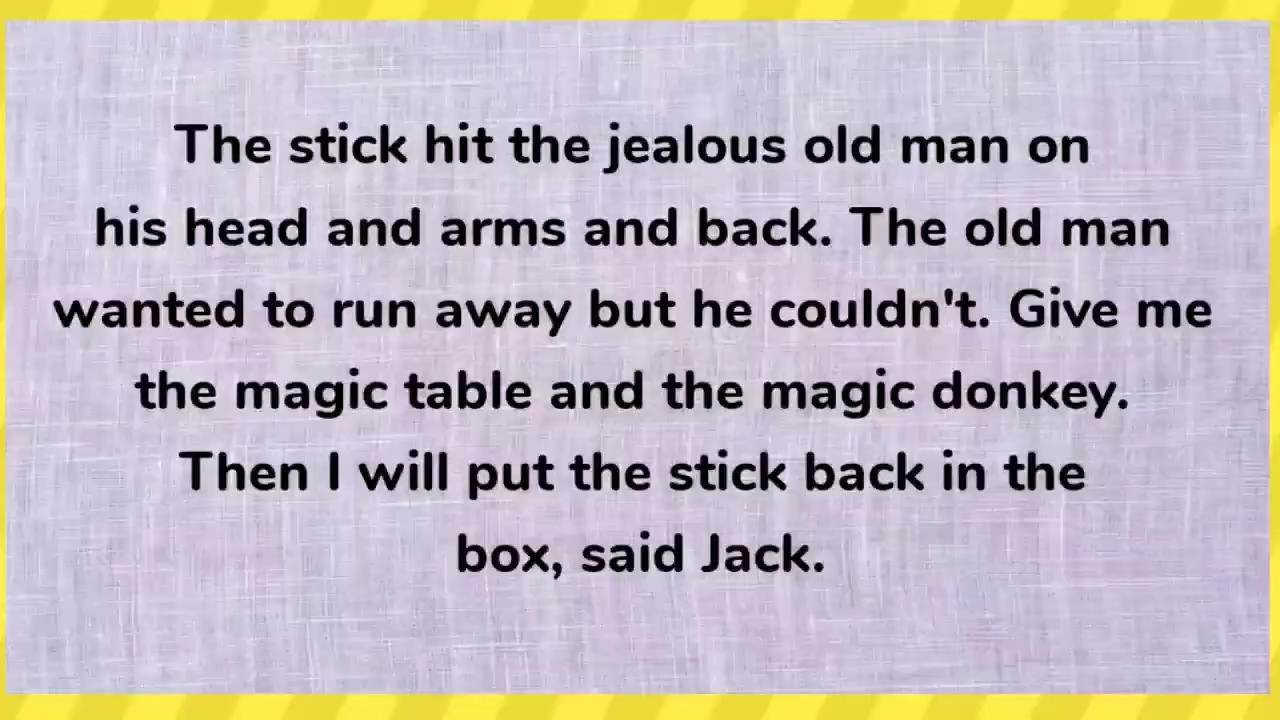 The stick hit the jealous old man on
his head and arms and back. The old man
wanted to run away but he couldn't. Give me
the magic table and the magic donkey.
Then I will put the stick back in the
box, said Jack.